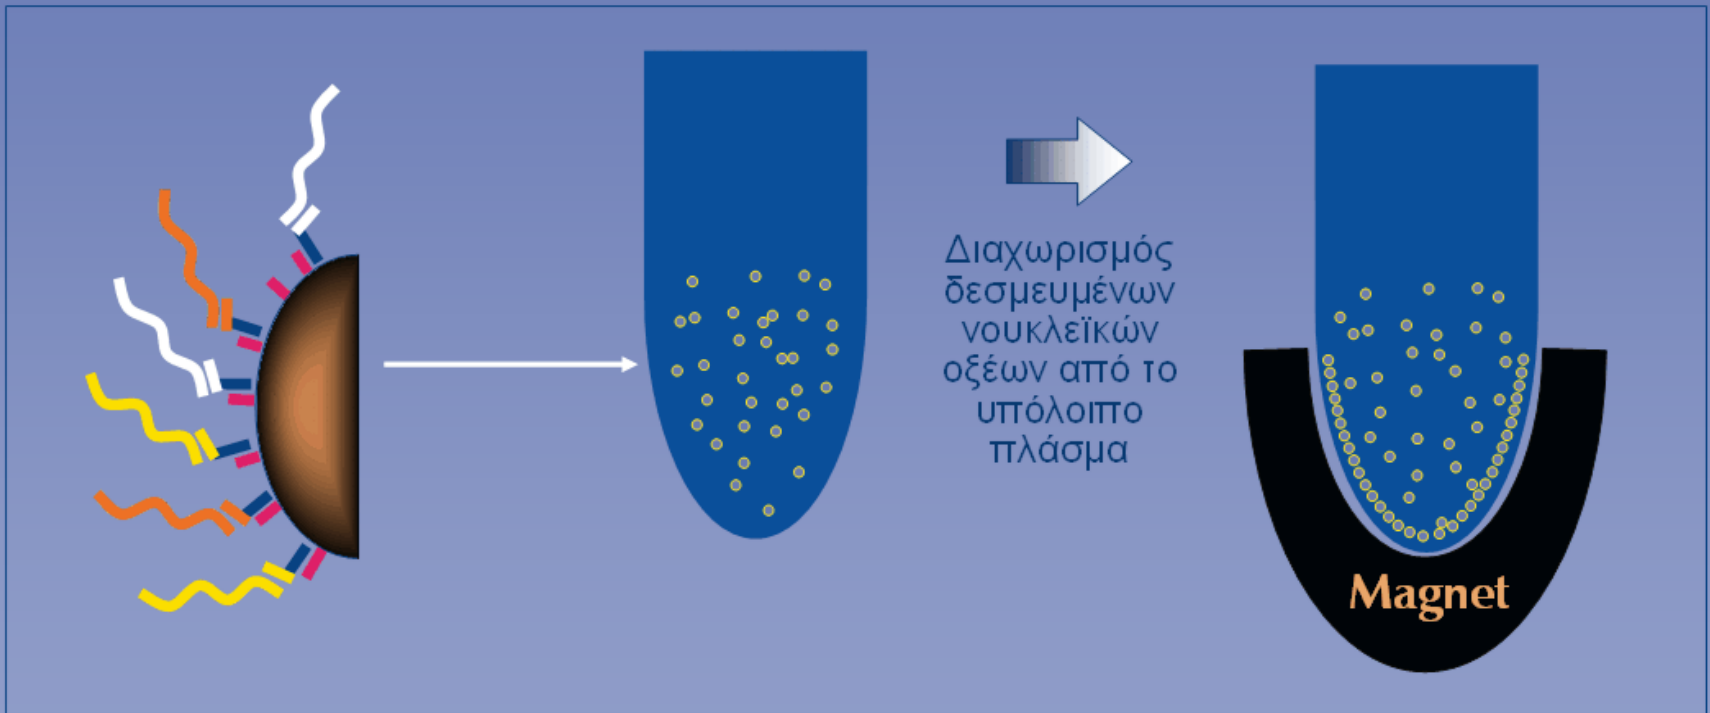 Διαχωρισμός
δεσμευμένων
νουκλεϊκών
οξέων από το
υπόλοιπο
πλάσμα
Magnet